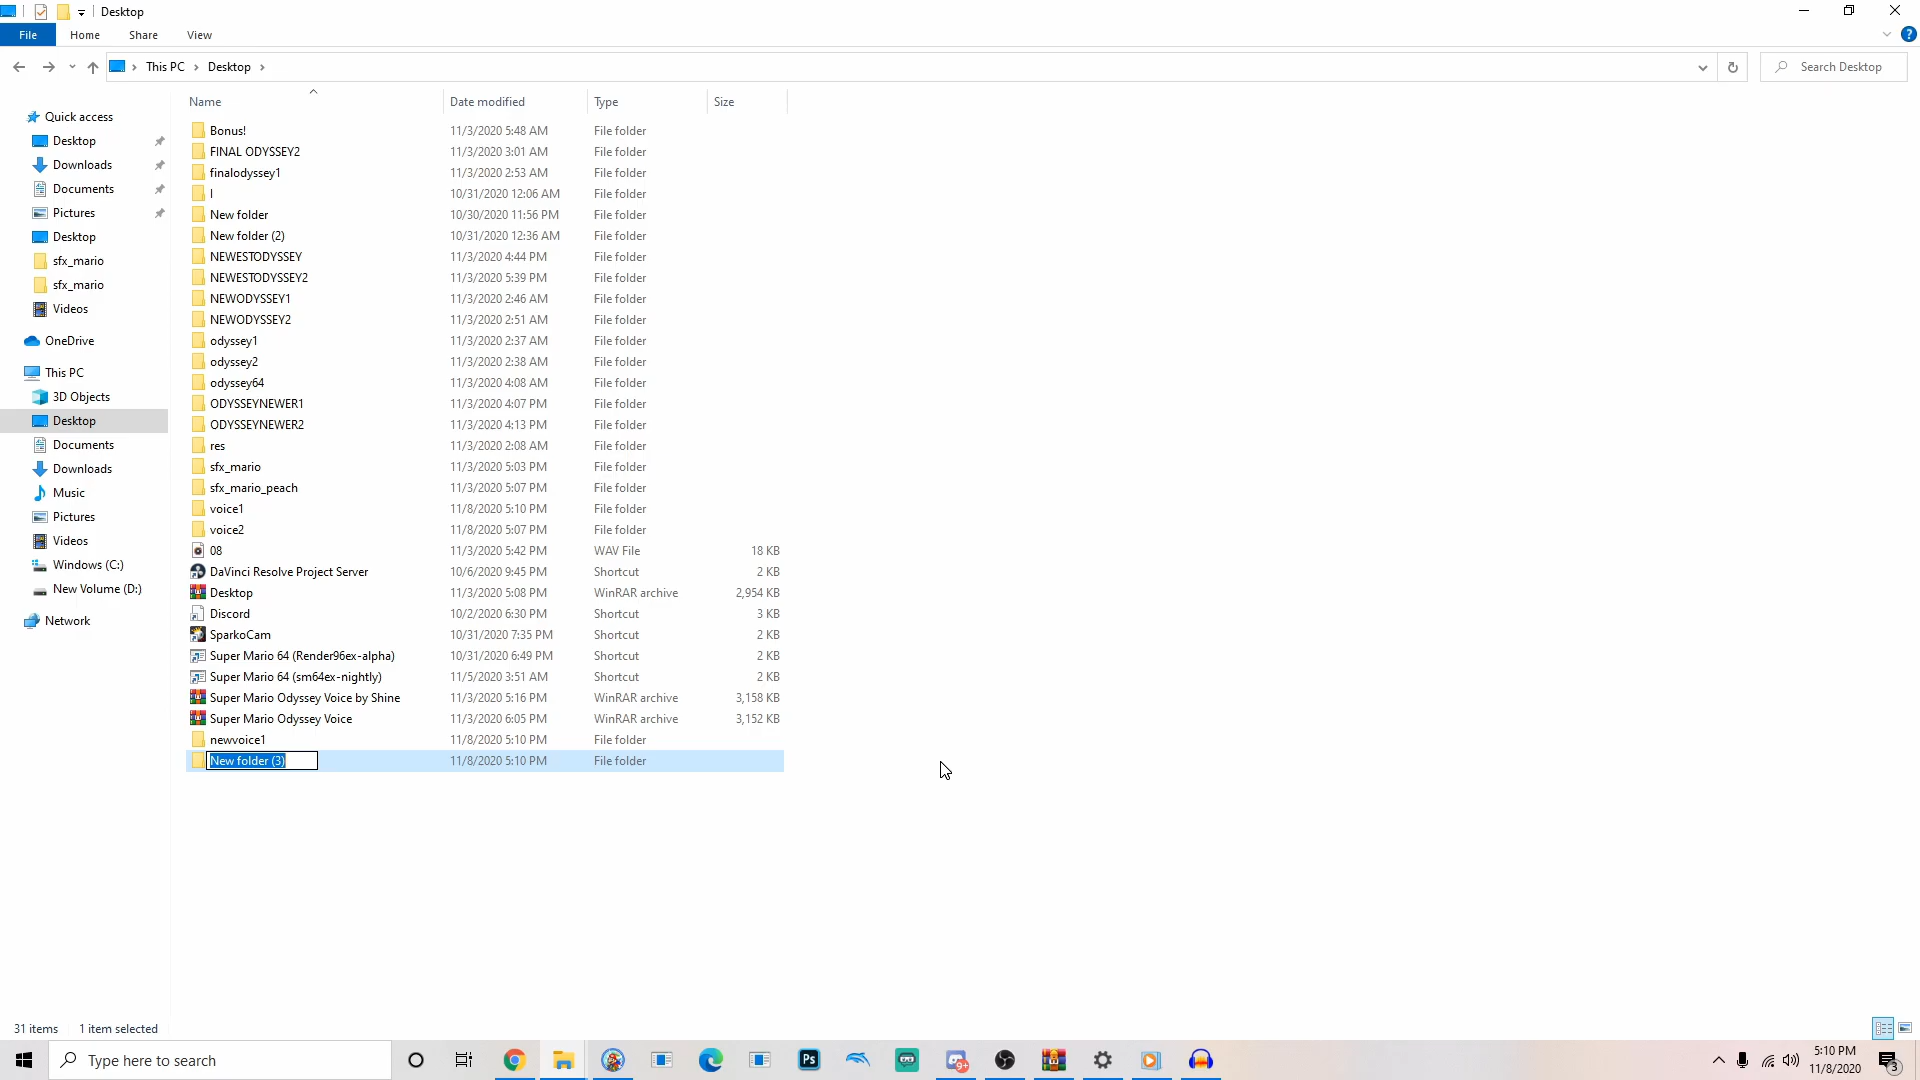 Desktop
File Home Share View
This PC Desktop Search Desktop
Name Date modified Type Size
Quick access
Desktop
Downloads
Documents
Pictures
Desktop
sfx_mario
sfx_mario
Videos
OneDrive
This PC
3D Objects
Desktop
Documents
Downloads
Music
Pictures
Videos
Windows (C:)
New Volume (D:)
Network
Bonus! 11/3/2020 5:48 AM File folder
FINAL ODYSSEY2 11/3/2020 3:01 AM File folder
finalodyssey1 11/3/2020 2:53 AM File folder
l 10/31/2020 12:06 AM File folder
New folder 10/30/2020 11:56 PM File folder
New folder (2) 10/31/2020 12:36 AM File folder
NEWESTODYSSEY 11/3/2020 4:44 PM File folder
NEWESTODYSSEY2 11/3/2020 5:39 PM File folder
NEWODYSSEY1 11/3/2020 2:46 AM File folder
NEWODYSSEY2 11/3/2020 2:51 AM File folder
odyssey1 11/3/2020 2:37 AM File folder
odyssey2 11/3/2020 2:38 AM File folder
odyssey64 11/3/2020 4:08 AM File folder
ODYSSEYNEWER1 11/3/2020 4:07 PM File folder
ODYSSEYNEWER2 11/3/2020 4:13 PM File folder
res 11/3/2020 2:08 AM File folder
sfx_mario 11/3/2020 5:03 PM File folder
sfx_mario_peach 11/3/2020 5:07 PM File folder
voice1 11/8/2020 5:10 PM File folder
voice2 11/8/2020 5:07 PM File folder
08 11/3/2020 5:42 PM WAV File 18 KB
DaVinci Resolve Project Server 10/6/2020 9:45 PM Shortcut 2 KB
Desktop 11/3/2020 5:08 PM WinRAR archive 2,954 KB
Discord 10/2/2020 6:30 PM Shortcut 3 KB
SparkoCam 10/31/2020 7:35 PM Shortcut 2 KB
Super Mario 64 (Render96ex-alpha) 10/31/2020 6:49 PM Shortcut 2 KB
Super Mario 64 (sm64ex-nightly) 11/5/2020 3:51 AM Shortcut 2 KB
Super Mario Odyssey Voice by Shine 11/3/2020 5:16 PM WinRAR archive 3,158 KB
Super Mario Odyssey Voice 11/3/2020 6:05 PM WinRAR archive 3,152 KB
newvoice1 11/8/2020 5:10 PM File folder
New folder (3) 11/8/2020 5:10 PM File folder
31 items 1 item selected
Type here to search
Ps
9+
5:10 PM
11/8/2020
3